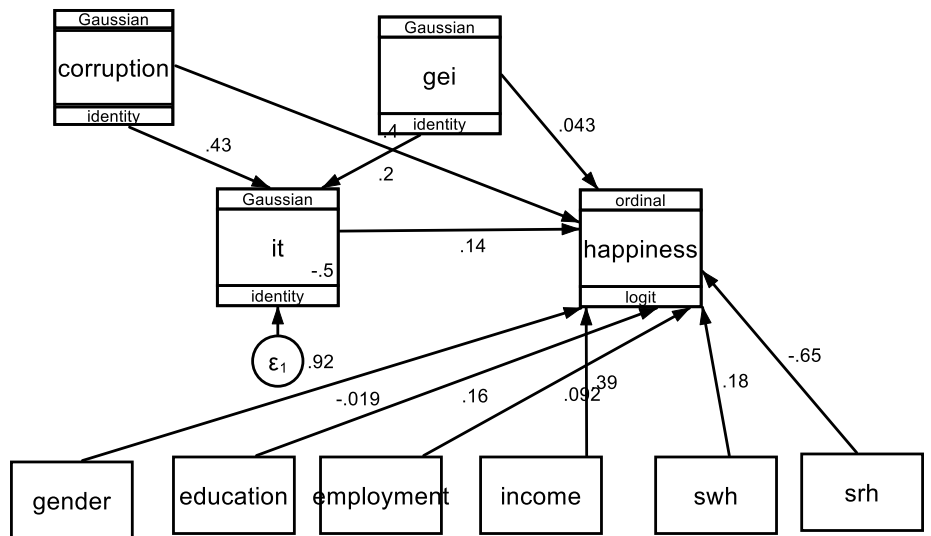 Gaussian
corruption
identity
Gaussian
gei
identity
.4
.043
.43
.2
Gaussian
it
-.5
identity
.14
ordinal
happiness
logit
ε1
.92
-.019
.16
.092
.39
.18
-.65
gender
education
employment
income
swh
srh